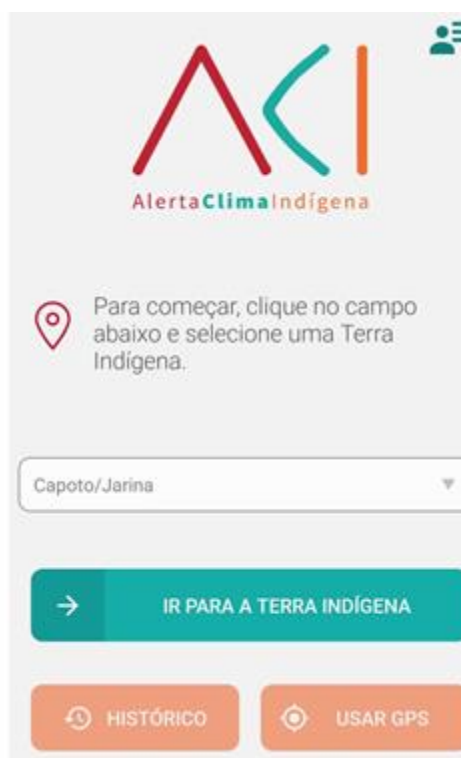 ACI
AlertaClimaIndígena
Para começar, clique no campo
abaixo e selecione uma Terra
Indígena.
Capoto/Jarina
IR PARA A TERRA INDÍGENA
HISTÓRICO
USAR GPS